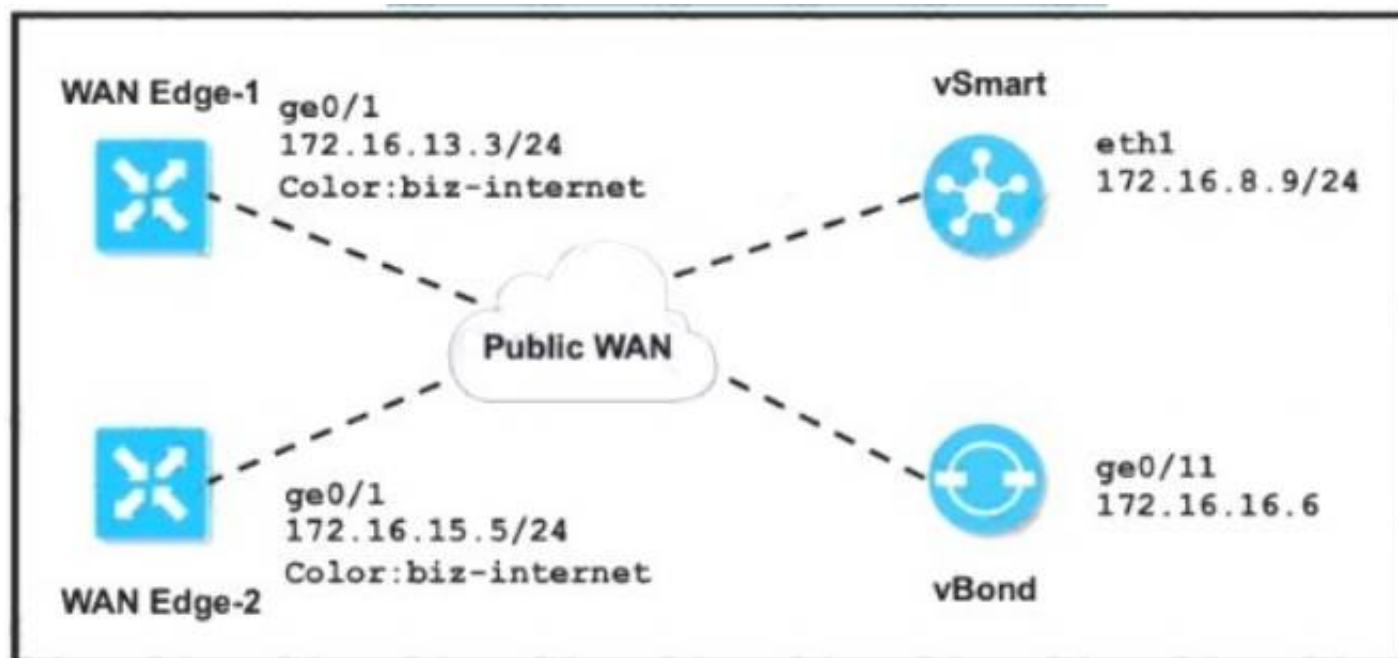 WAN Edge-1
ge0/1
172.16.13.3/24
Color:biz-internet
vSmart
eth1
172.16.8.9/24
Public WAN
ge0/1
172.16.15.5/24
Color:biz-internet
WAN Edge-2
ge0/11
172.16.16.6
vBond